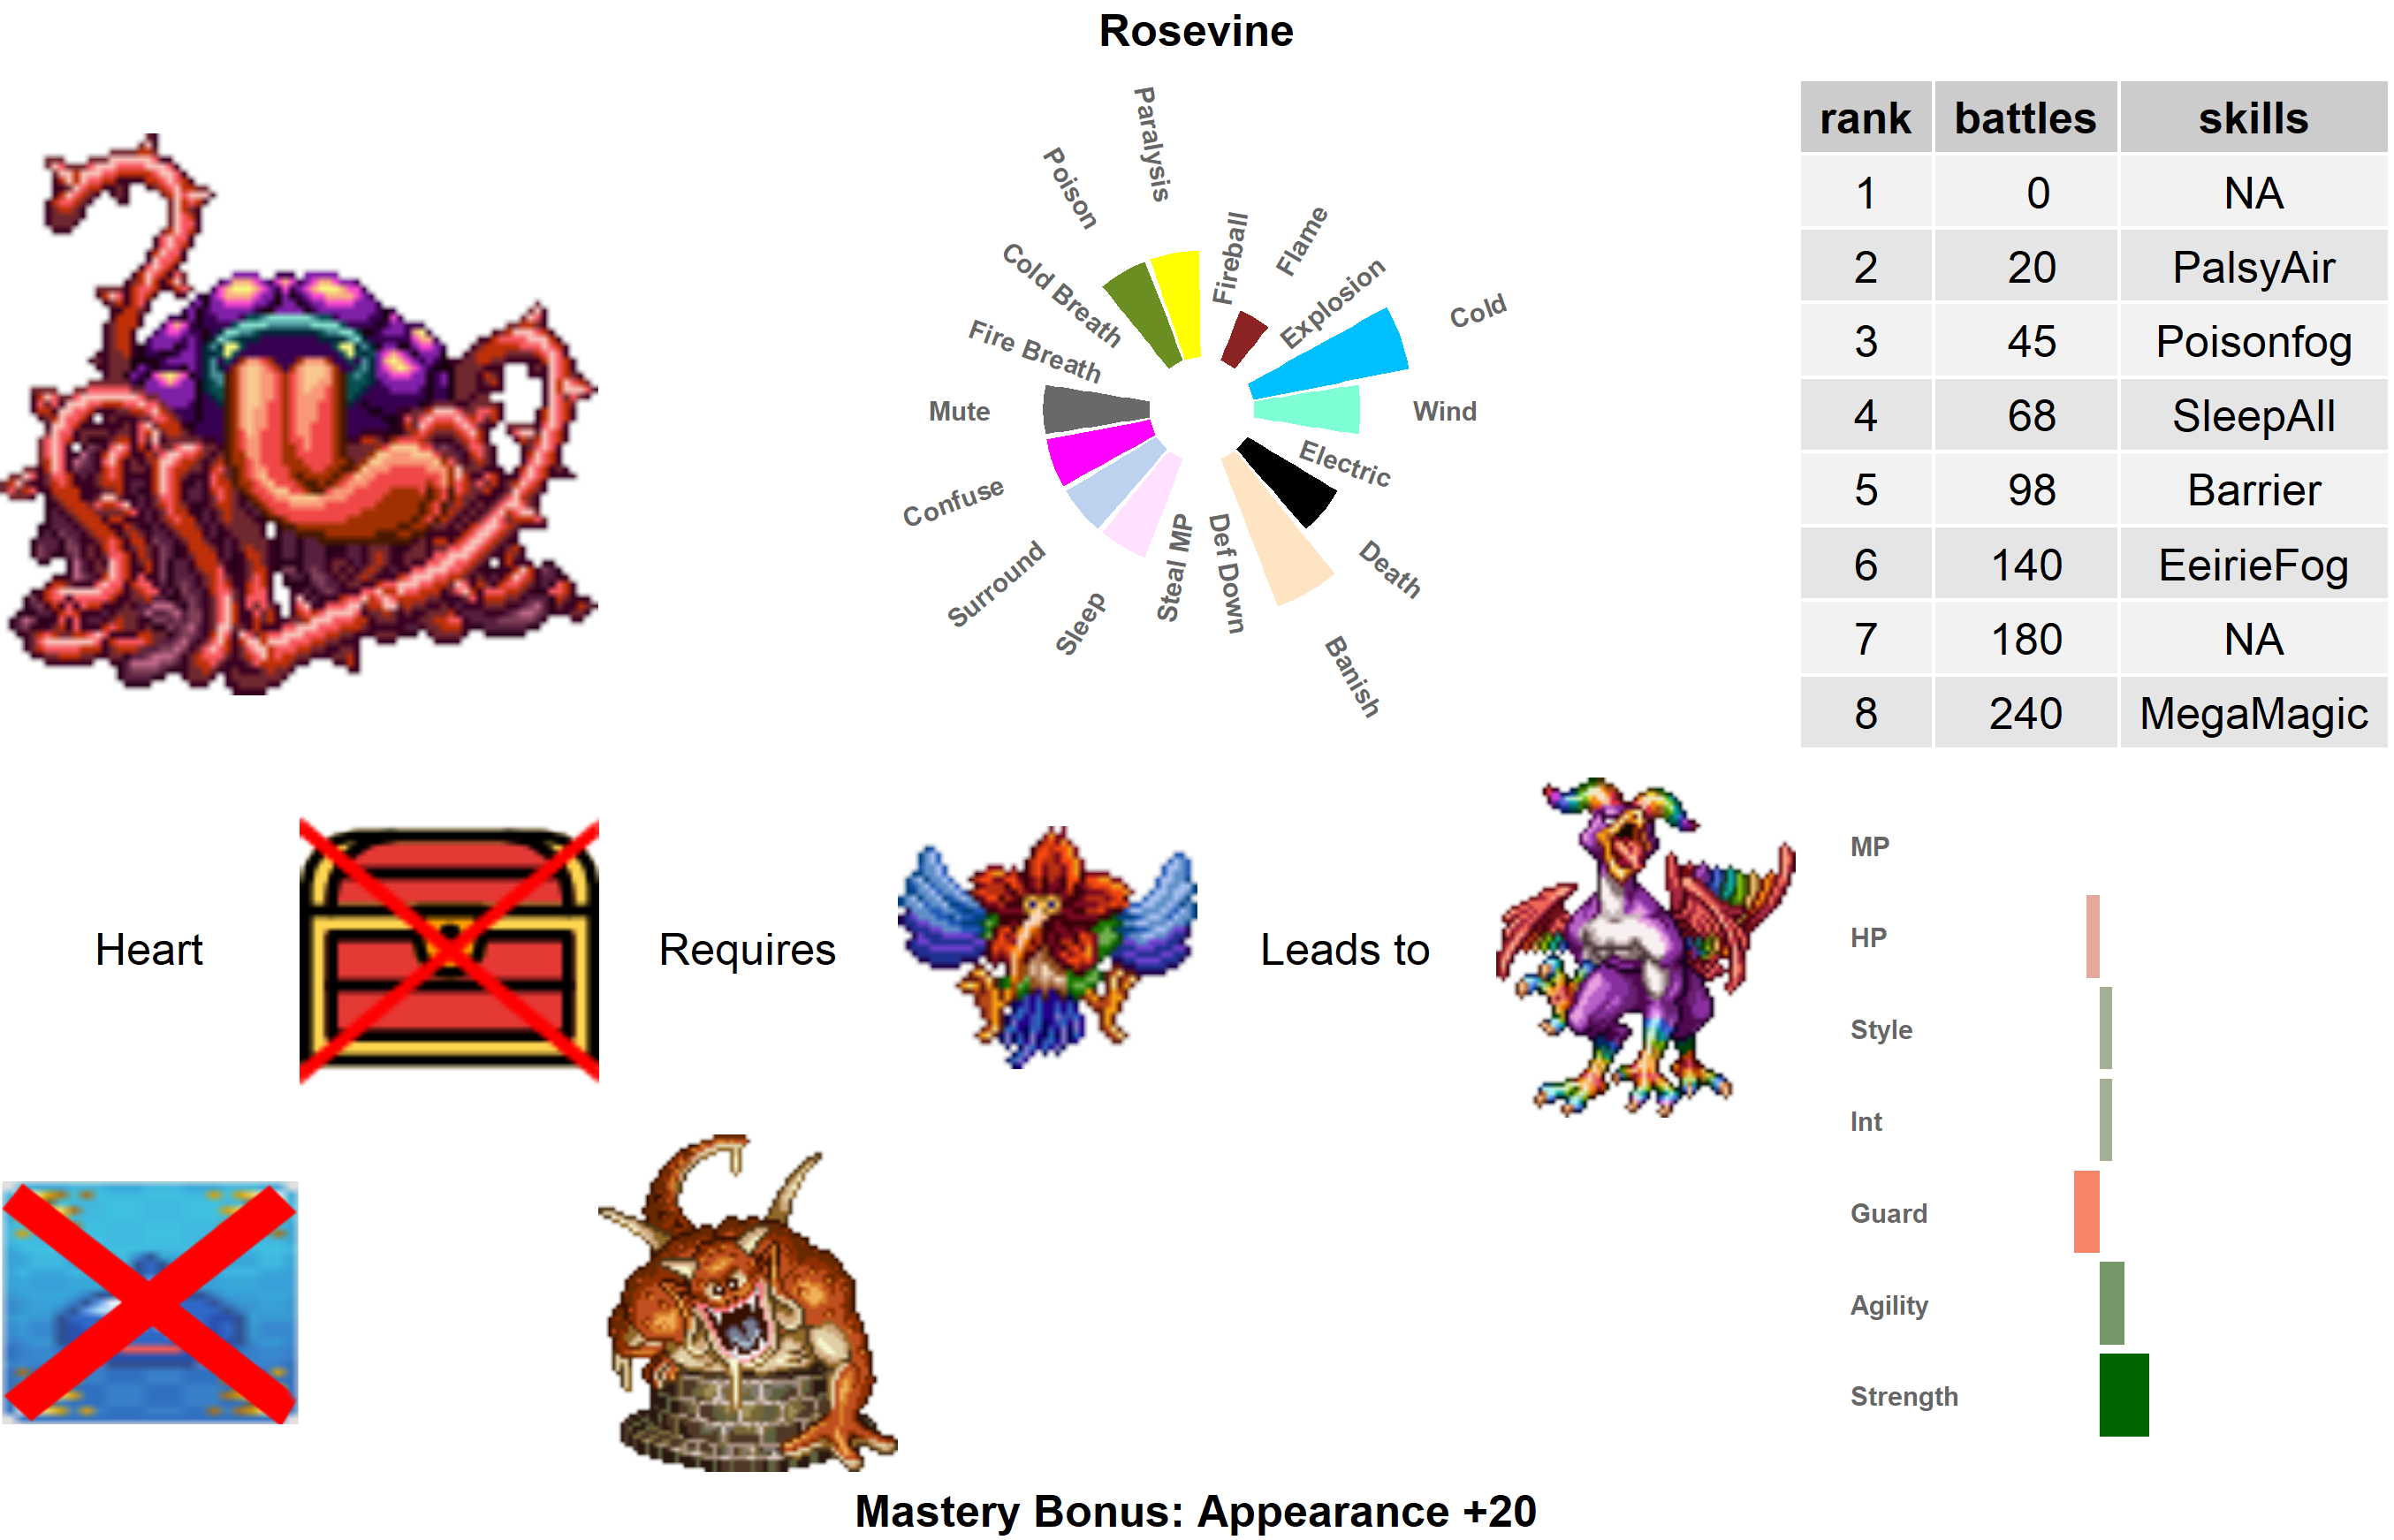 Rosevine
Paralysis
Poison
Fireball
Flame
Cold Breath
Explosion
Cold
Fire Breath
Mute
Wind
Electric
Confuse
Death
Surround
Sleep
Steal MP
Def Down
Banish
rank battles skills
1 0 NA
2 20 PalsyAir
3 45 Poisonfog
4 68 SleepAll
5 98 Barrier
6 140 EeirieFog
7 180 NA
8 240 MegaMagic
Heart
Requires
Leads to
MP
HP
Style
Int
Guard
Agility
Strength
Mastery Bonus: Appearance +20